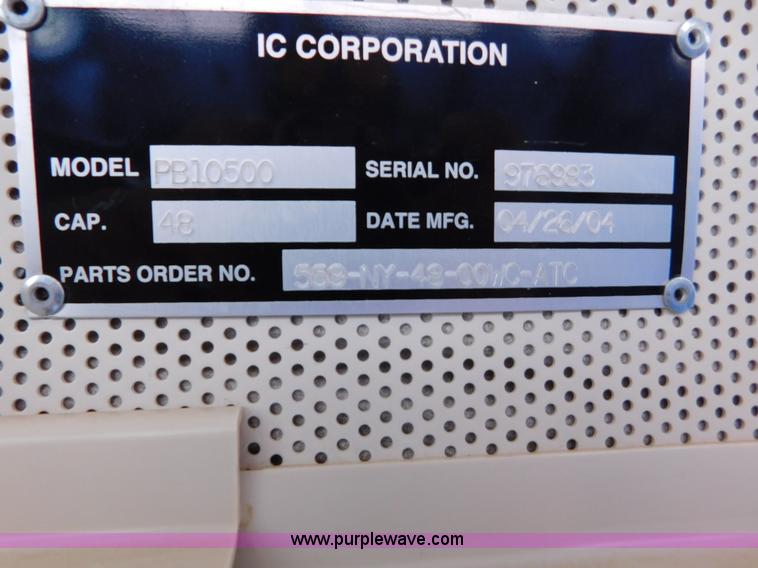 IC CORPORATION
MODEL PB10500 SERIAL NO. 976983
CAP. 48 DATE MFG. 04/26/04
PARTS ORDER NO.
www.purplewave.com